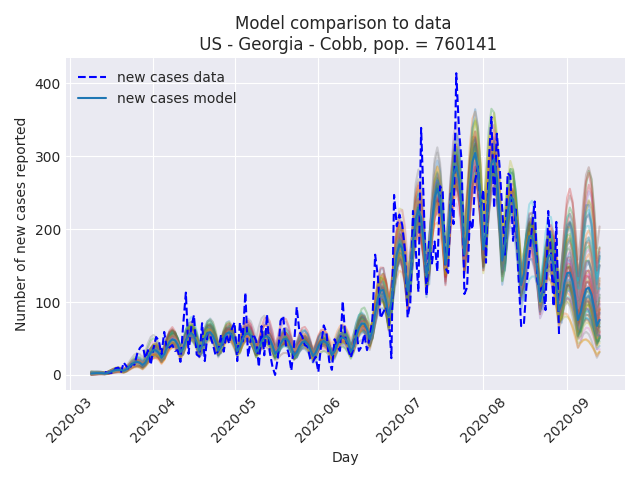 Model comparison to data
US - Georgia - Cobb, pop. = 760141
new cases data
new cases model
Number of new cases reported
400
300
200
100
0
2020-03
2020-04
2020-05
2020-06
2020-07
2020-08
2020-09
Day